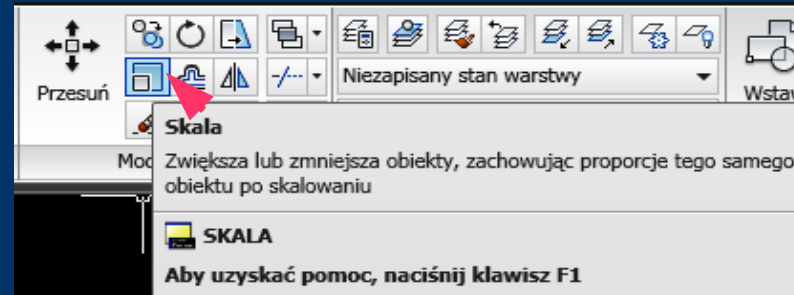 Przesuń
Niezapisany stan warstwy
Wstaw
Skala
Mod
Zwiększa lub zmniejsza obiekty, zachowując proporcje tego samego
obiektu po skalowaniu
SKALA
Aby uzyskać pomoc, naciśnij klawisz F1